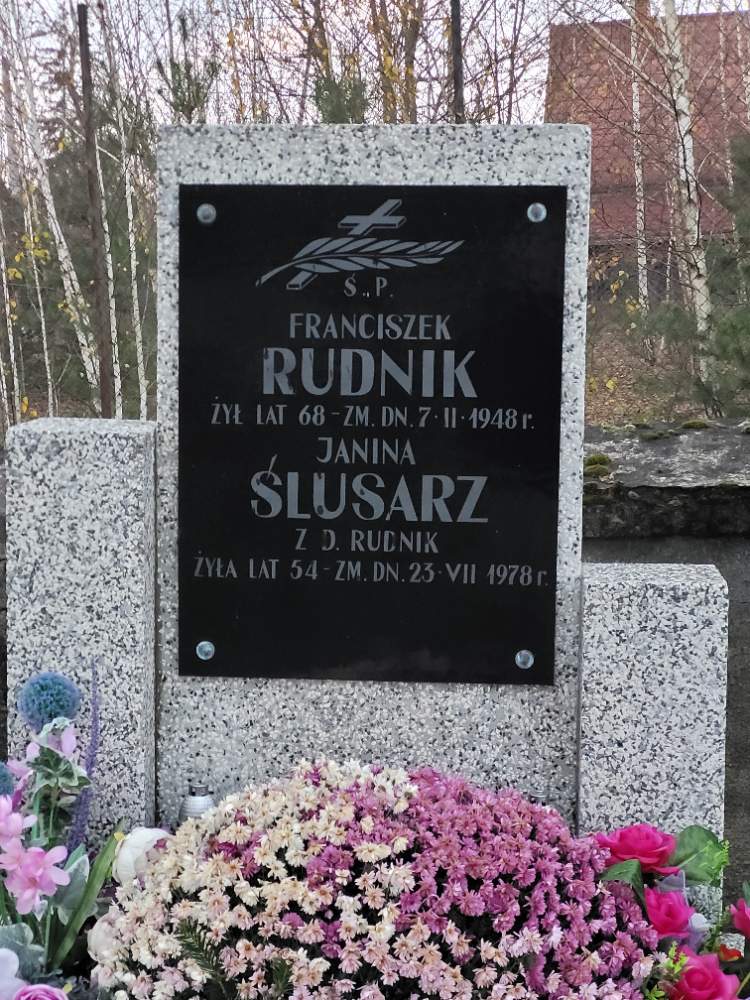 Ś.P.
FRANCISZEK
RUDNIK
ŻYŁ LAT 68 - ZM. DN. 7·II·1948 r.
JANINA
ŚLUSARZ
Z D. RUDNIK
ŻYŁA LAT 54 - ZM. DN. 23·VII 1978 r.